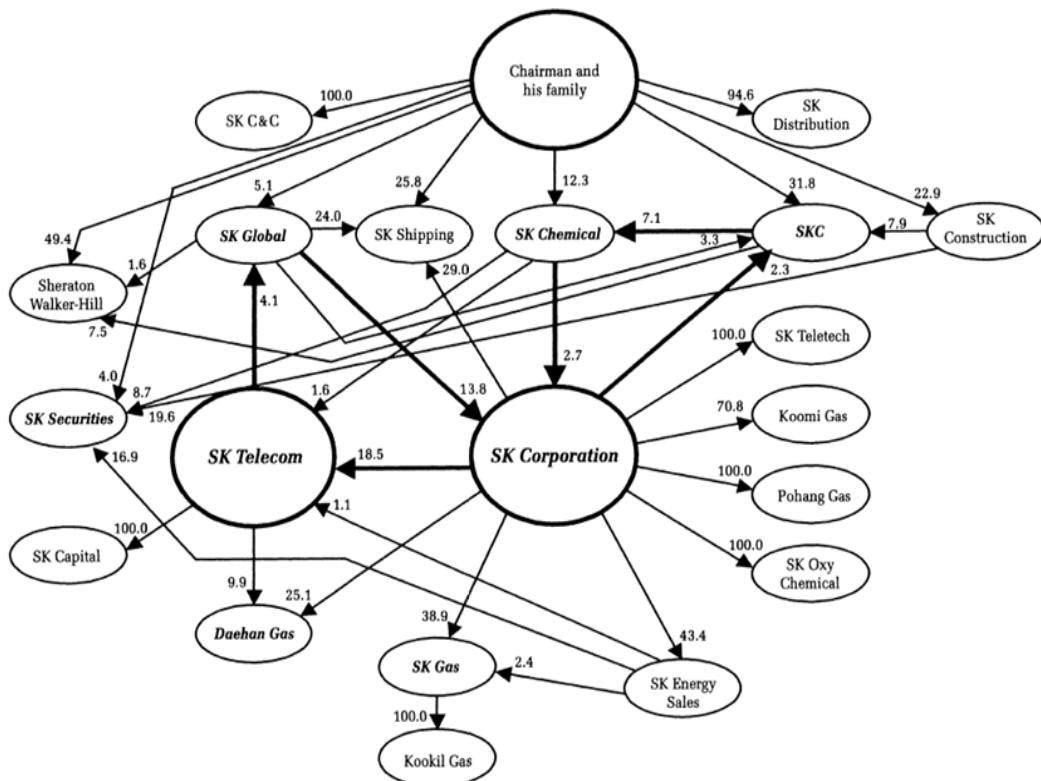 Chairman and
his family
100.0
94.6
SK C&C
SK
Distribution
5.1
25.8
12.3
31.8
22.9
24.0
7.1
7.9
SK Global
SK Shipping
SK Chemical
SKC
SK
Construction
49.4
1.6
3.3
29.0
2.3
Sheraton
Walker-Hill
4.1
7.5
100.0
SK Teletech
4.0
8.7
1.6
2.7
13.8
70.8
SK Securities
19.6
Koomi Gas
SK Telecom
18.5
SK Corporation
16.9
100.0
Pohang Gas
1.1
100.0
SK Capital
100.0
SK Oxy
Chemical
9.9
25.1
Daehan Gas
38.9
43.4
SK Gas
2.4
SK Energy
Sales
100.0
Kookil Gas